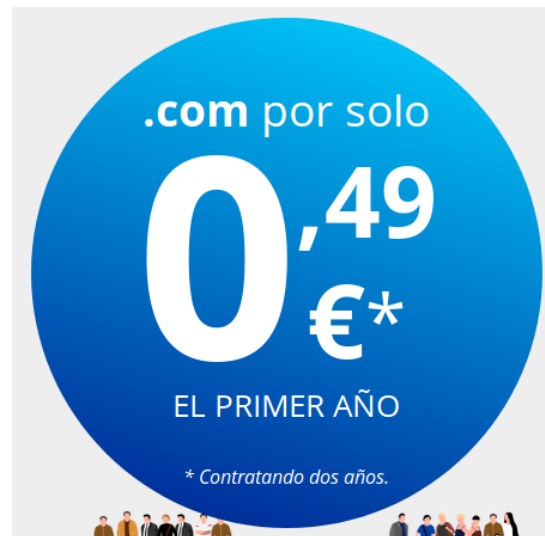 .com por solo
0,49
€*
EL PRIMER AÑO
* Contratando dos años.